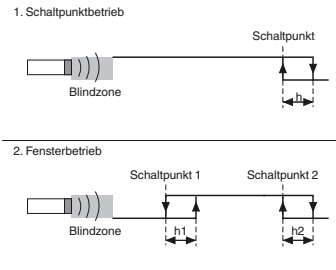 1. Schaltpunktbetrieb
Schaltpunkt
Blindzone
h
2. Fensterbetrieb
Schaltpunkt 1 Schaltpunkt 2
Blindzone
h1 h2